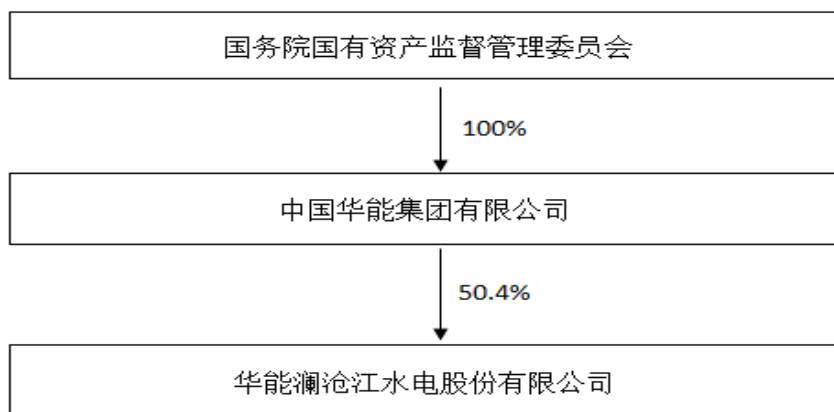 国务院国有资产监督管理委员会
100%
中国华能集团有限公司
50.4%
华能澜沧江水电股份有限公司